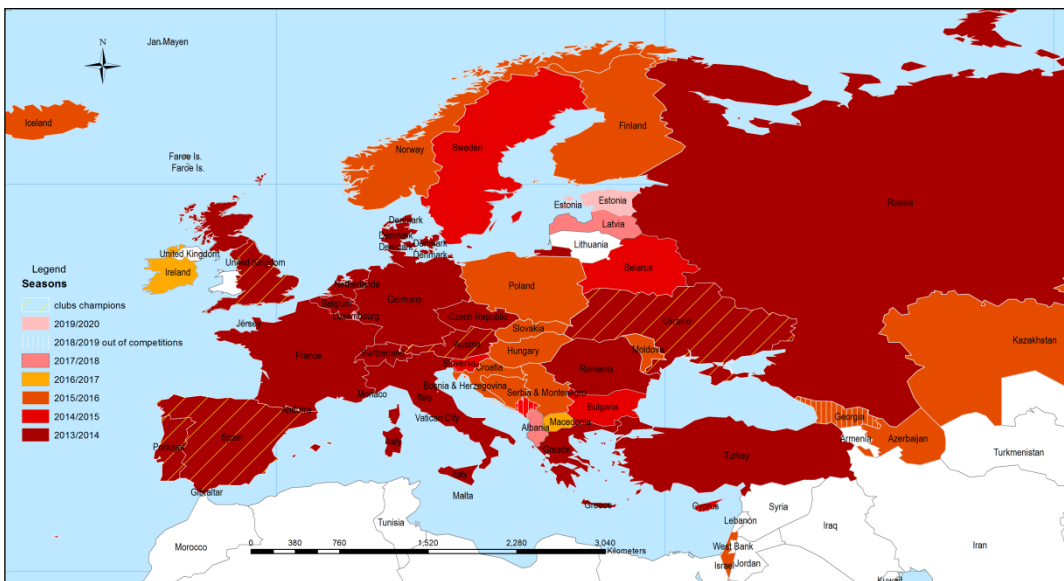 Jan Mayen
N
Iceland
Finland
Norway
Sweden
Faroe Is.
Faroe Is.
Russia
Estonia
Estonia
Latvia
Denmark
Denmark
Denmark
Denmark
Denmark
Lithuania
United Kingdom
United Kingdom
Ireland
Belarus
Netherlands
Poland
Germany
Belgium
Luxembourg
Czech Republic
Ukraine
Jersey
Slovakia
Kazakhstan
Austria
Hungary
Moldova
France
Switzerland
Slovenia
Croatia
Romania
Bosnia & Herzegovina
Serbia & Montenegro
Monaco
Italy
Andorra
Bulgaria
Vatican City
Georgia
Albania
Macedonia
Armenia
Azerbaijan
Portugal
Spain
Italy
Greece
Turkey
Turkmenistan
Italy
Gibraltar
Malta
Greece
Cyprus
Syria
Tunisia
Lebanon
Iraq
Iran
Morocco
West Bank
Israel
Jordan
Kuwait
Legend
Seasons
clubs champions
2019/2020
2018/2019 out of competitions
2017/2018
2016/2017
2015/2016
2014/2015
2013/2014
0 380 760 1,520 2,280 3,040
Kilometers